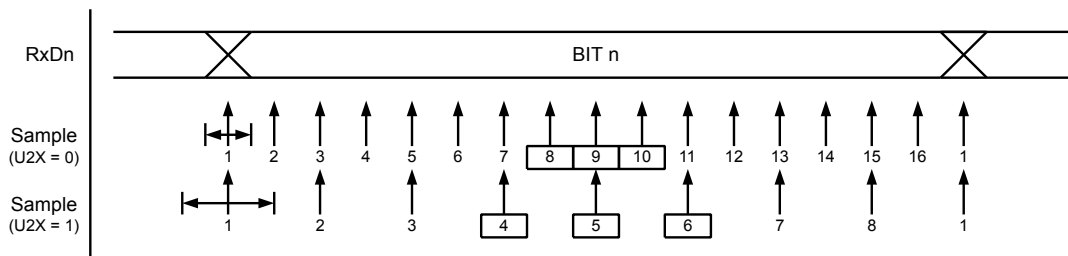 RxDn
BIT n
Sample
(U2X = 0)
1 2 3 4 5 6 7 8 9 10 11 12 13 14 15 16 1
Sample
(U2X = 1)
1 2 3 4 5 6 7 8 1